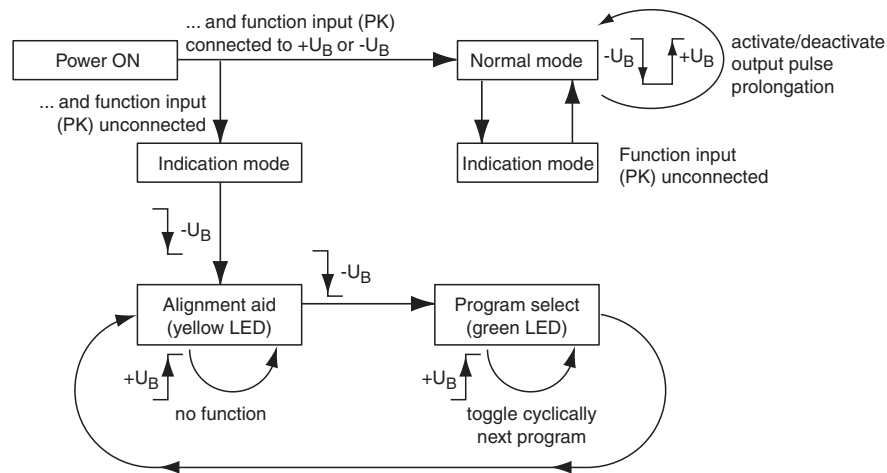 ... and function input (PK)
connected to +UB or -UB
Power ON
Normal mode
-UB
+UB
activate/deactivate
output pulse
prolongation
... and function input
(PK) unconnected
Indication mode
Indication mode
Function input
(PK) unconnected
-UB
-UB
Alignment aid
(yellow LED)
Program select
(green LED)
+UB
no function
+UB
toggle cyclically
next program